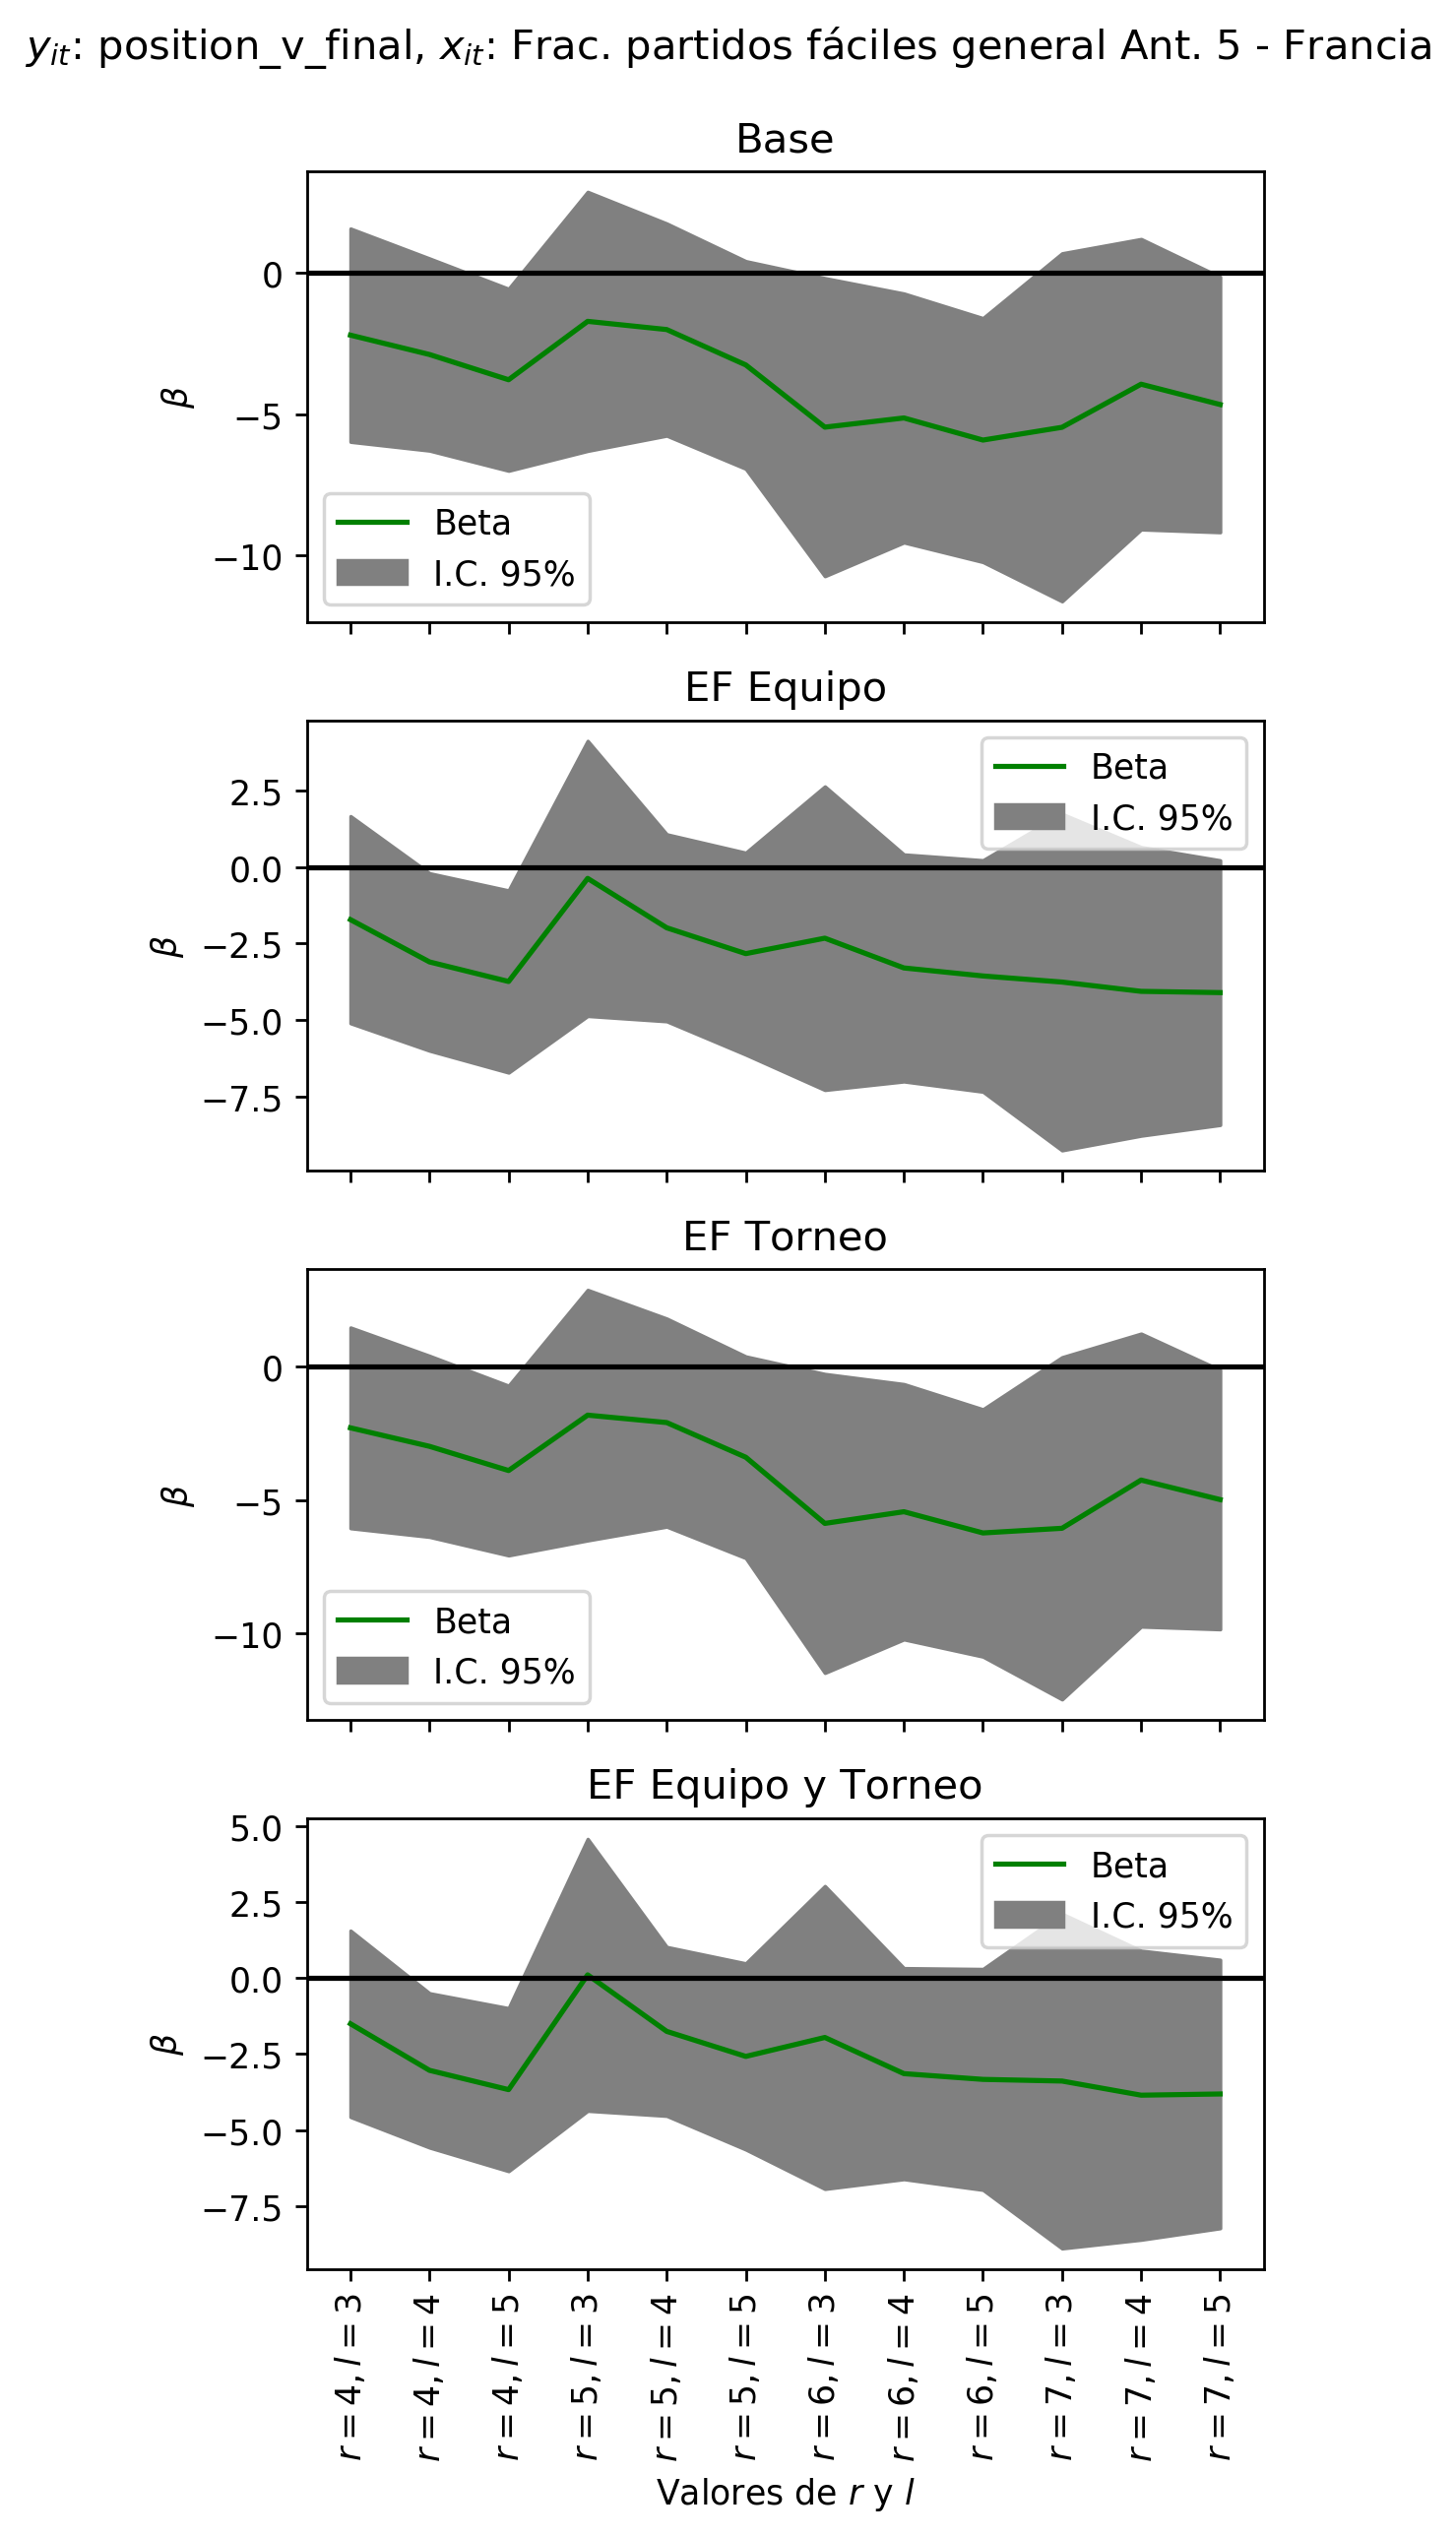 y_it: position_v_final, x_it: Frac. partidos fáciles general Ant. 5 - Francia
Base
0
−5
−10
β
Beta
I.C. 95%
EF Equipo
2.5
0.0
−2.5
−5.0
−7.5
β
Beta
I.C. 95%
EF Torneo
0
−5
−10
β
Beta
I.C. 95%
EF Equipo y Torneo
5.0
2.5
0.0
−2.5
−5.0
−7.5
β
Beta
I.C. 95%
r = 4, l = 3
r = 4, l = 4
r = 4, l = 5
r = 5, l = 3
r = 5, l = 4
r = 5, l = 5
r = 6, l = 3
r = 6, l = 4
r = 6, l = 5
r = 7, l = 3
r = 7, l = 4
r = 7, l = 5
Valores de r y l